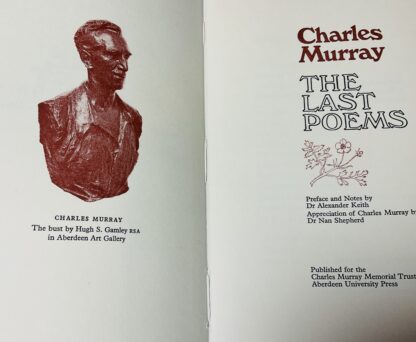 CHARLES MURRAY
The bust by Hugh S. Gamley RSA
in Aberdeen Art Gallery
Charles
Murray
THE
LAST
POEMS
Preface and Notes by
Dr Alexander Keith
Appreciation of Charles Murray by
Dr Nan Shepherd
Published for the
Charles Murray Memorial Trust
Aberdeen University Press